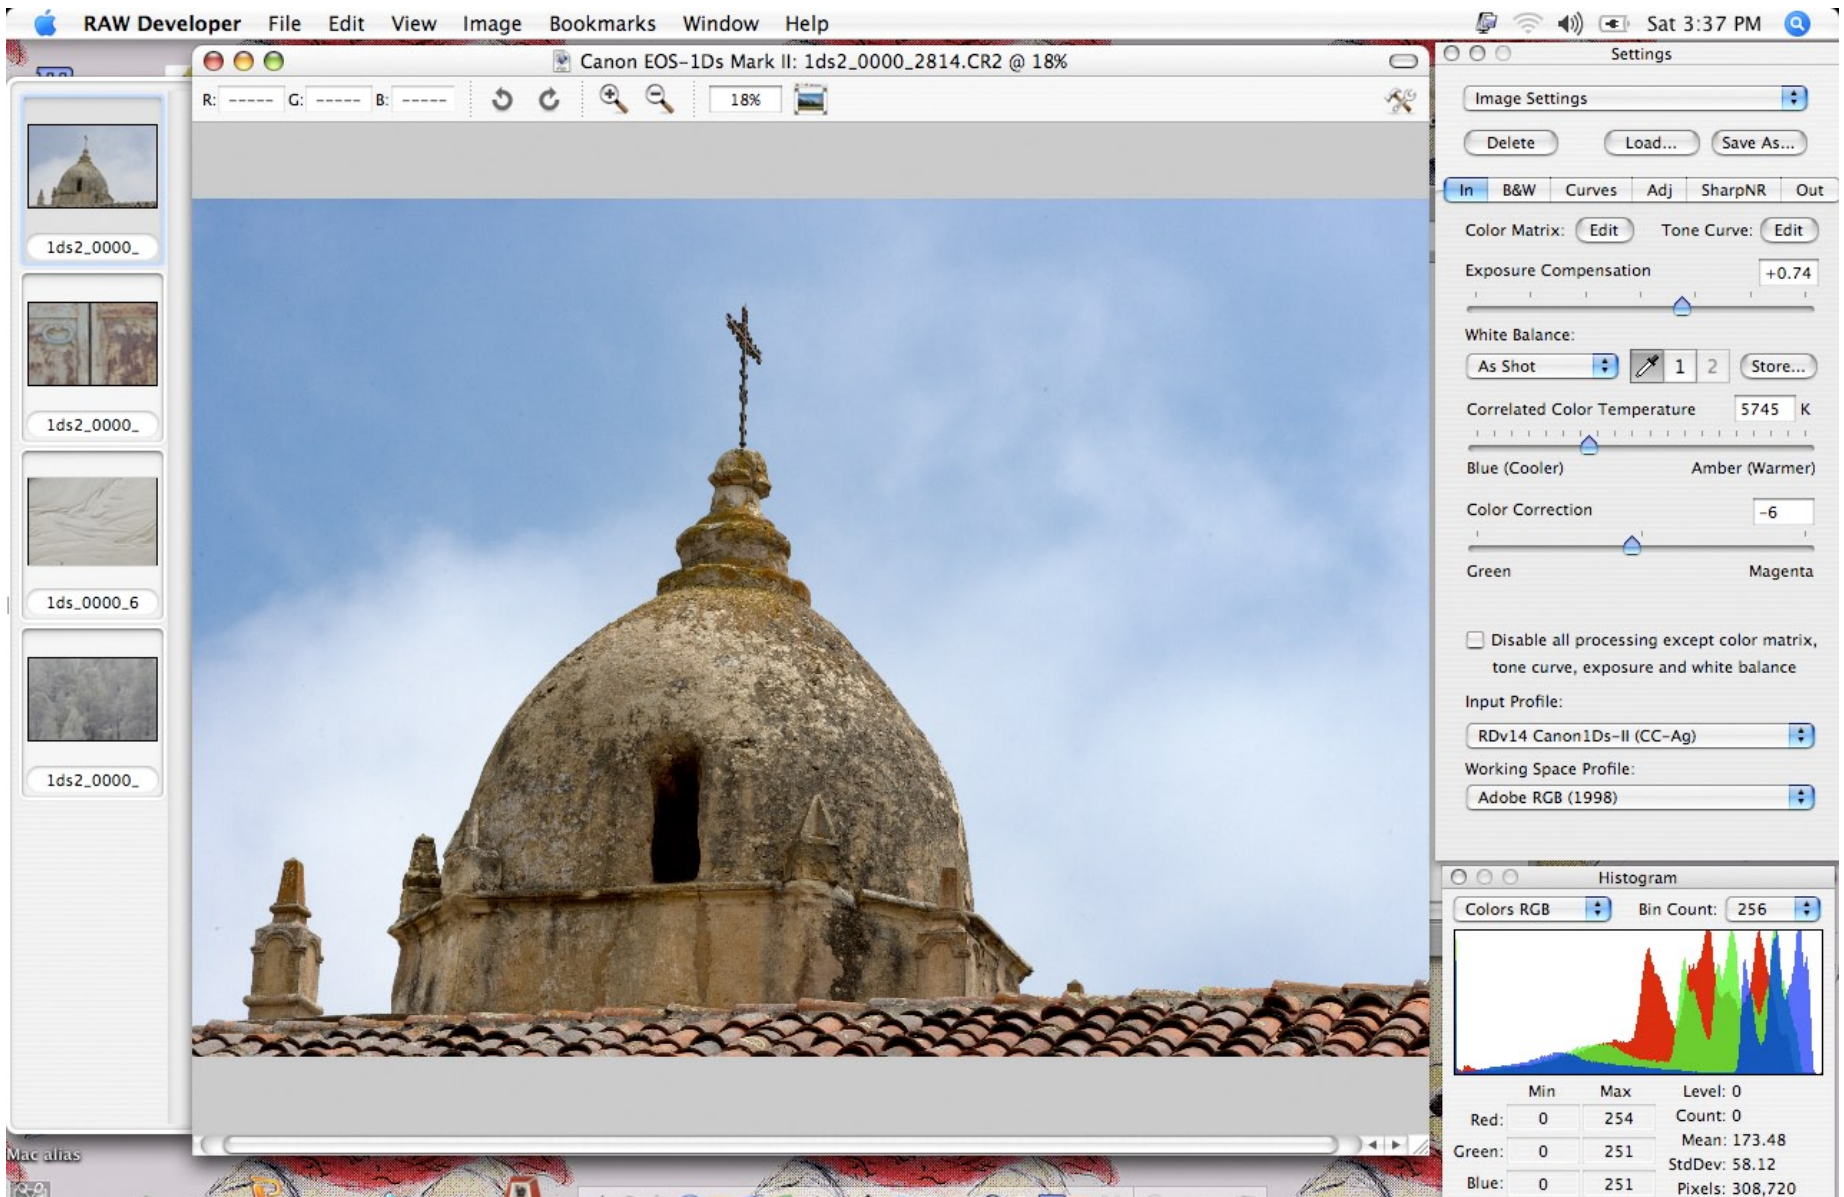 RAW Developer File Edit View Image Bookmarks Window Help Sat 3:37 PM
Canon EOS-1Ds Mark II: 1ds2_0000_2814.CR2 @ 18%
R: ----- G: ----- B: ----- 18%
1ds2_0000_
1ds2_0000_
1ds_0000_6
1ds2_0000_
Mac alias
Settings
Image Settings
Delete Load... Save As...
In B&W Curves Adj SharpNR Out
Color Matrix: Edit Tone Curve: Edit
Exposure Compensation +0.74
White Balance:
As Shot 1 2 Store...
Correlated Color Temperature 5745 K
Blue (Cooler) Amber (Warmer)
Color Correction -6
Green Magenta
Disable all processing except color matrix,
tone curve, exposure and white balance
Input Profile:
RDv14 Canon1Ds-II (CC-Ag)
Working Space Profile:
Adobe RGB (1998)
Histogram
Colors RGB Bin Count: 256
Min Max Level: 0
Red: 0 254 Count: 0
Mean: 173.48
Green: 0 251
StdDev: 58.12
Blue: 0 251 Pixels: 308,720